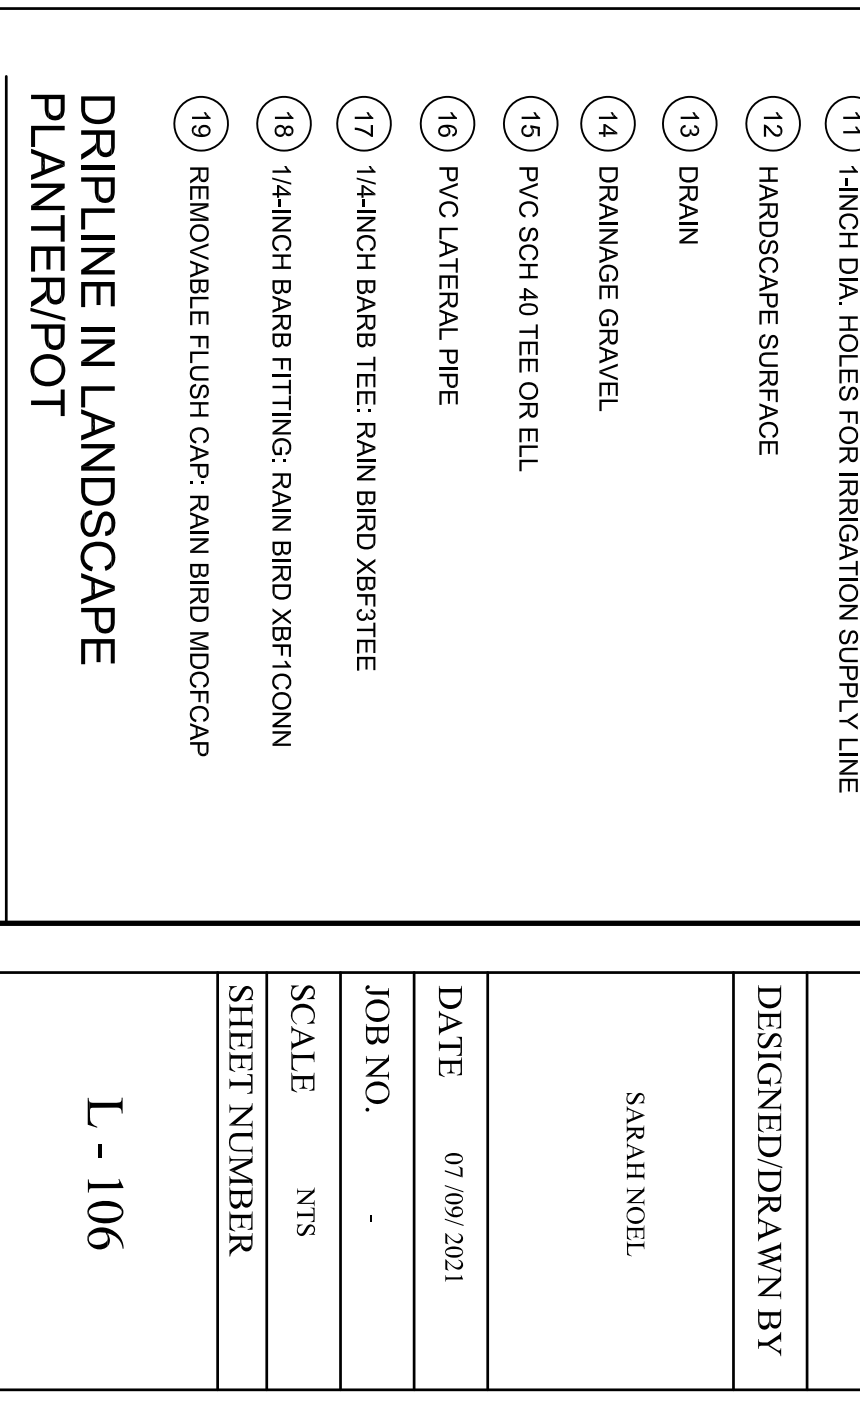 11 1-INCH DIA. HOLES FOR IRRIGATION SUPPLY LINE
12 HARDSCAPE SURFACE
13 DRAIN
14 DRAINAGE GRAVEL
15 PVC SCH 40 TEE OR ELL
16 PVC LATERAL PIPE
17 1/4-INCH BARB TEE: RAIN BIRD XBF3TEE
18 1/4-INCH BARB FITTING: RAIN BIRD XBF1CONN
19 REMOVABLE FLUSH CAP: RAIN BIRD MDCFCAP
DRIPLINE IN LANDSCAPE
PLANTER/POT
DESIGNED/DRAWN BY
SARAH NOEL
DATE 07 /09/ 2021
JOB NO. -
SCALE NTS
SHEET NUMBER
L - 106